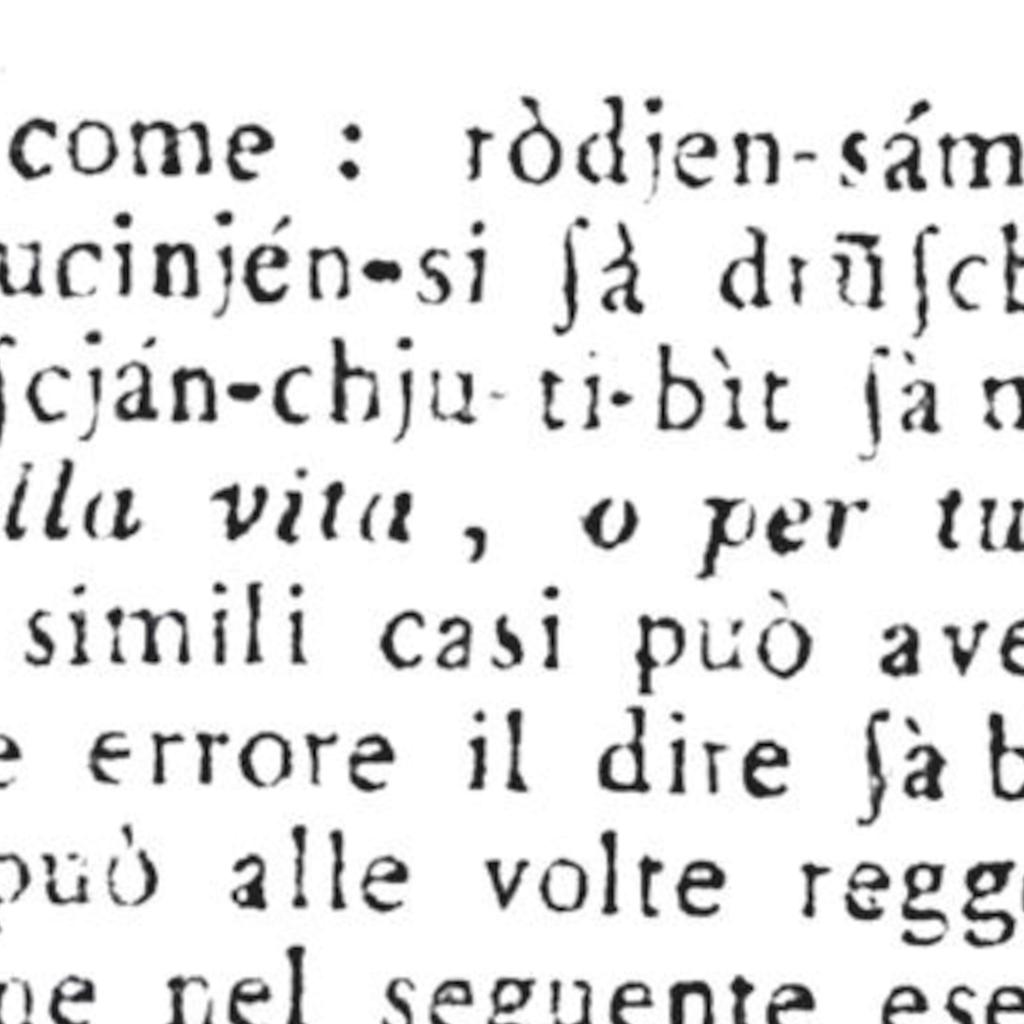 come : ròdjen-sám
ucinjén-si ſà drũſch
ſcján-chju-ti-bìt ſà n
lla vita , o per tu
simili casi può ave
e errore il dire ſà b
può alle volte regg
ne nel seguente ese